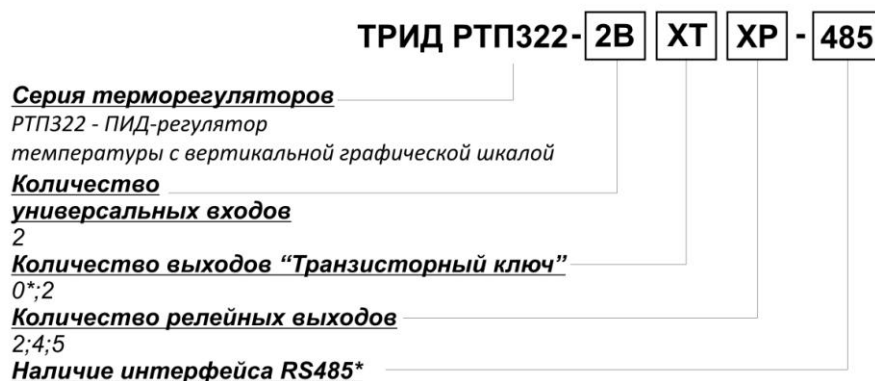 ТРИД РТП322-2В ХТ ХР-485
Серия терморегуляторов
РТП322 - ПИД-регулятор
температуры с вертикальной графической шкалой
Количество
универсальных входов
2
Количество выходов “Транзисторный ключ”
0*;2
Количество релейных выходов
2;4;5
Наличие интерфейса RS485*